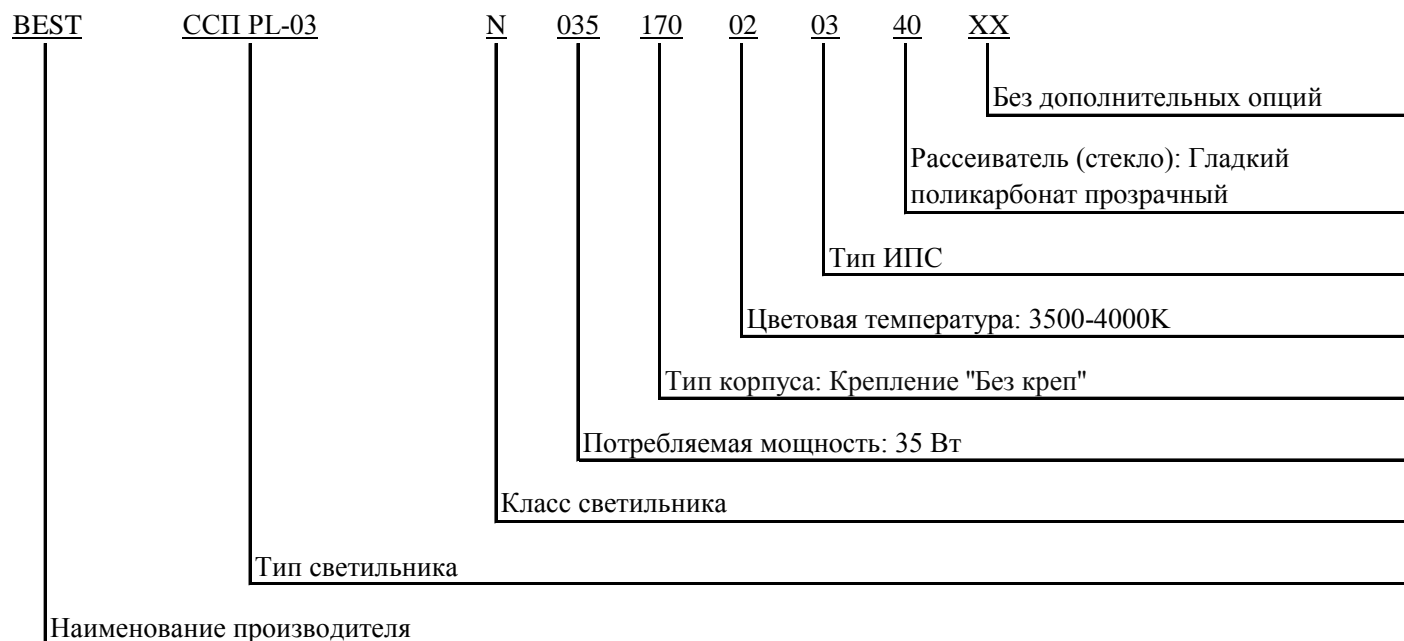 BEST ССП PL-03 N 035 170 02 03 40 XX
Без дополнительных опций
Рассеиватель (стекло): Гладкий
поликарбонат прозрачный
Тип ИПС
Цветовая температура: 3500-4000K
Тип корпуса: Крепление "Без креп"
Потребляемая мощность: 35 Вт
Класс светильника
Тип светильника
Наименование производителя